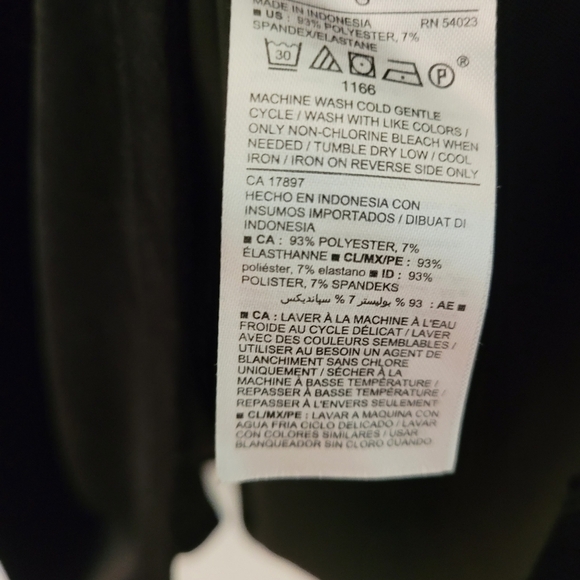 MADE IN INDONESIA RN 54023
■ US : 93% POLYESTER, 7%
SPANDEX/ELASTANE
30 P ®
1166
MACHINE WASH COLD GENTLE
CYCLE / WASH WITH LIKE COLORS /
ONLY NON-CHLORINE BLEACH WHEN
NEEDED / TUMBLE DRY LOW / COOL
IRON / IRON ON REVERSE SIDE ONLY
CA 17897
HECHO EN INDONESIA CON
INSUMOS IMPORTADOS / DIBUAT DI
INDONESIA
■ CA : 93% POLYESTER, 7%
ÉLASTHANNE ■ CL/MX/PE : 93%
poliéster, 7% elastano ■ ID : 93%
POLISTER, 7% SPANDEKS
■ AE : 93 % بوليستر 7 % سپاندیکس
■ CA : LAVER À LA MACHINE À L'EAU
FROIDE AU CYCLE DÉLICAT / LAVER
AVEC DES COULEURS SEMBLABLES /
UTILISER AU BESOIN UN AGENT DE
BLANCHIMENT SANS CHLORE
UNIQUEMENT / SÉCHER À LA
MACHINE À BASSE TEMPÉRATURE /
REPASSER À BASSE TEMPÉRATURE /
REPASSER À L'ENVERS SEULEMENT
■ CL/MX/PE : LAVAR A MAQUINA CON
AGUA FRIA CICLO DELICADO / LAVAR
CON COLORES SIMILARES / USAR
BLANQUEADOR SIN CLORO CUANDO